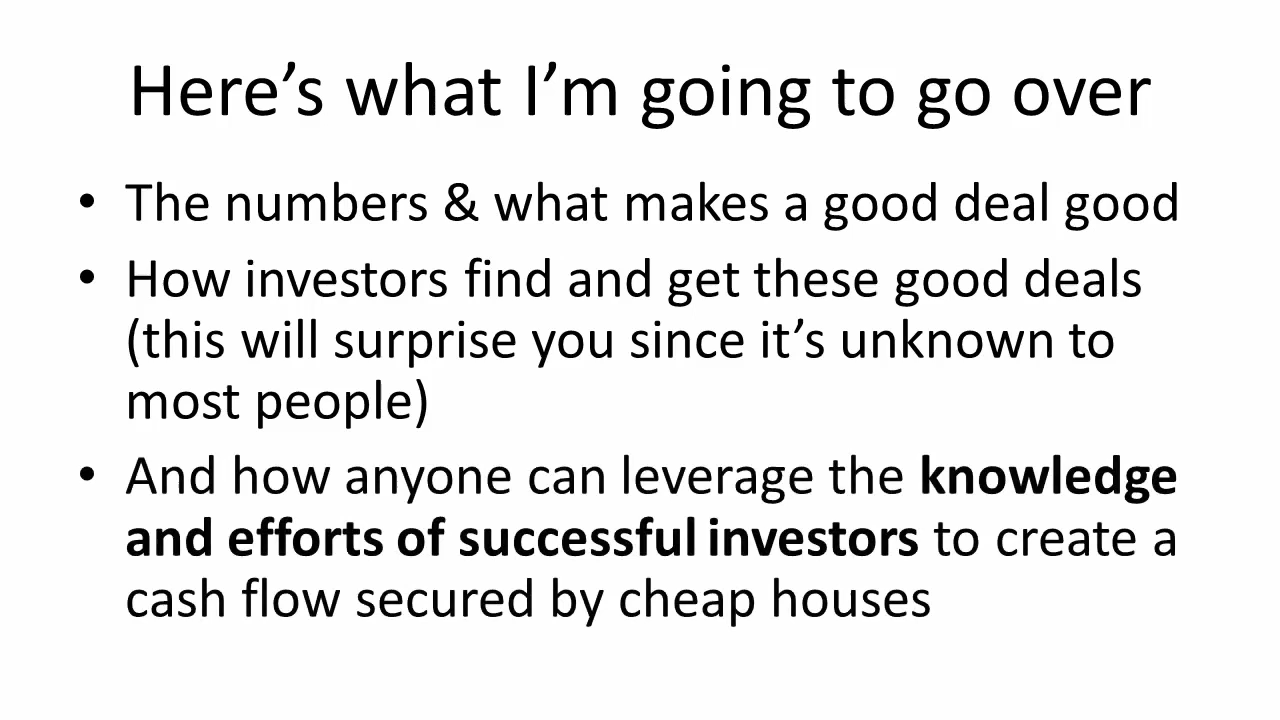 Here’s what I’m going to go over
• The numbers & what makes a good deal good
• How investors find and get these good deals
(this will surprise you since it’s unknown to
most people)
• And how anyone can leverage the knowledge
and efforts of successful investors to create a
cash flow secured by cheap houses